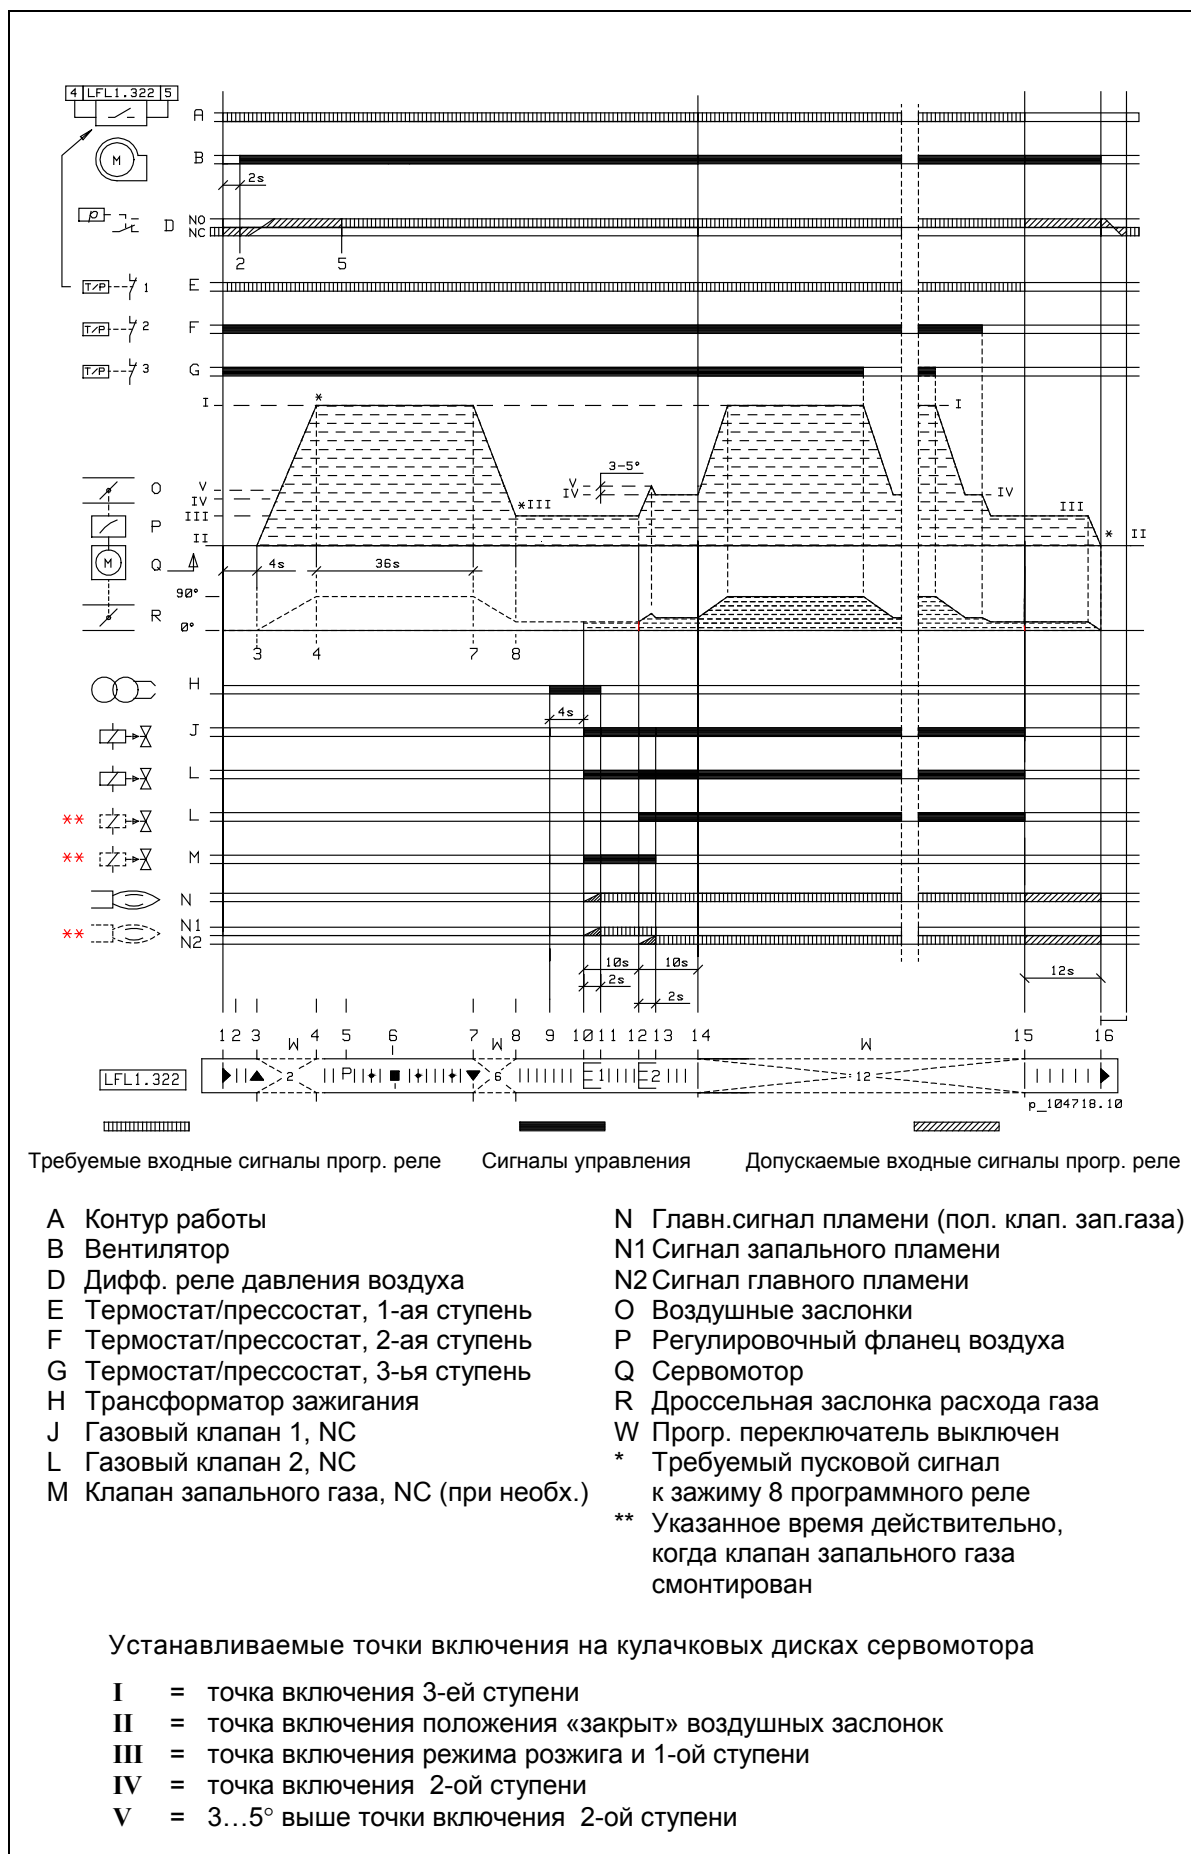 4 LFL1.322 5
A
M
B
2s
p
D
NO
NC
2 5
T/P 1 E
T/P 2 F
T/P 3 G
I * I
3-5°
O V V
IV IV IV
III *III III
P
II * II
M Q 4s 36s
90°
R
0°
3 4 7 8
H
4s
J
L
** L
** M
N
N1
** N2
10s 10s 12s
2s
2s
1 2 3 4 5 6 7 8 9 10 11 12 13 14 15 16
W W W
LFL1.322 2 P 6 E1 E2 12
p_104718.10
Требуемые входные сигналы прогр. реле Сигналы управления Допускаемые входные сигналы прогр. реле
A Контур работы
B Вентилятор
D Дифф. реле давления воздуха
E Термостат/прессостат, 1-ая ступень
F Термостат/прессостат, 2-ая ступень
G Термостат/прессостат, 3-ья ступень
H Трансформатор зажигания
J Газовый клапан 1, NC
L Газовый клапан 2, NC
M Клапан запального газа, NC (при необх.)
N Главн.сигнал пламени (пол. клап. зап.газа)
N1 Сигнал запального пламени
N2 Сигнал главного пламени
O Воздушные заслонки
P Регулировочный фланец воздуха
Q Сервомотор
R Дроссельная заслонка расхода газа
W Прогр. переключатель выключен
* Требуемый пусковой сигнал
к зажиму 8 программного реле
** Указанное время действительно,
когда клапан запального газа
смонтирован
Устанавливаемые точки включения на кулачковых дисках сервомотора
I = точка включения 3-ей ступени
II = точка включения положения «закрыт» воздушных заслонок
III = точка включения режима розжига и 1-ой ступени
IV = точка включения 2-ой ступени
V = 3…5° выше точки включения 2-ой ступени